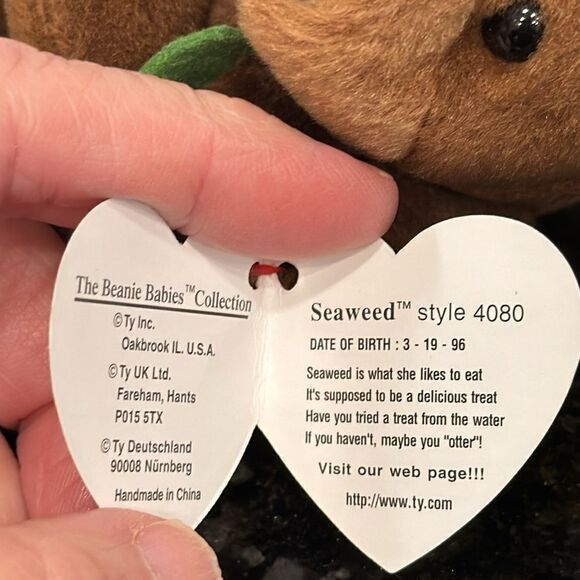 The Beanie Babies™Collection
©Ty Inc.
Oakbrook IL. U.S.A.
©Ty UK Ltd.
Fareham, Hants
P015 5TX
©Ty Deutschland
90008 Nürnberg
Handmade in China
Seaweed™ style 4080
DATE OF BIRTH : 3 - 19 - 96
Seaweed is what she likes to eat
It's supposed to be a delicious treat
Have you tried a treat from the water
If you haven't, maybe you "otter"!
Visit our web page!!!
http://www.ty.com